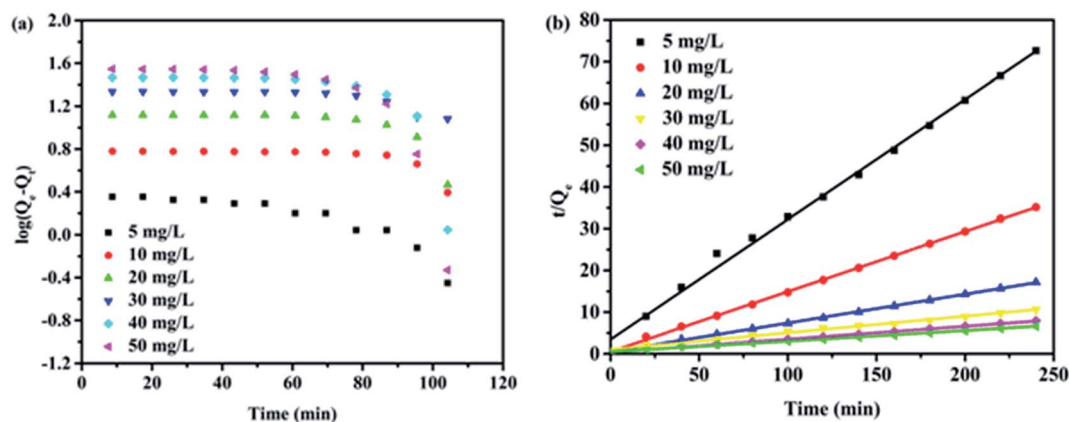 (a)
2.0
1.6
1.2
0.8
0.4
0.0
-0.4
-0.8
-1.2
log(Qe-Qt)
5 mg/L
10 mg/L
20 mg/L
30 mg/L
40 mg/L
50 mg/L
0 20 40 60 80 100 120
Time (min)
(b)
80
70
60
50
40
30
20
10
0
t/Qe
5 mg/L
10 mg/L
20 mg/L
30 mg/L
40 mg/L
50 mg/L
0 50 100 150 200 250
Time (min)